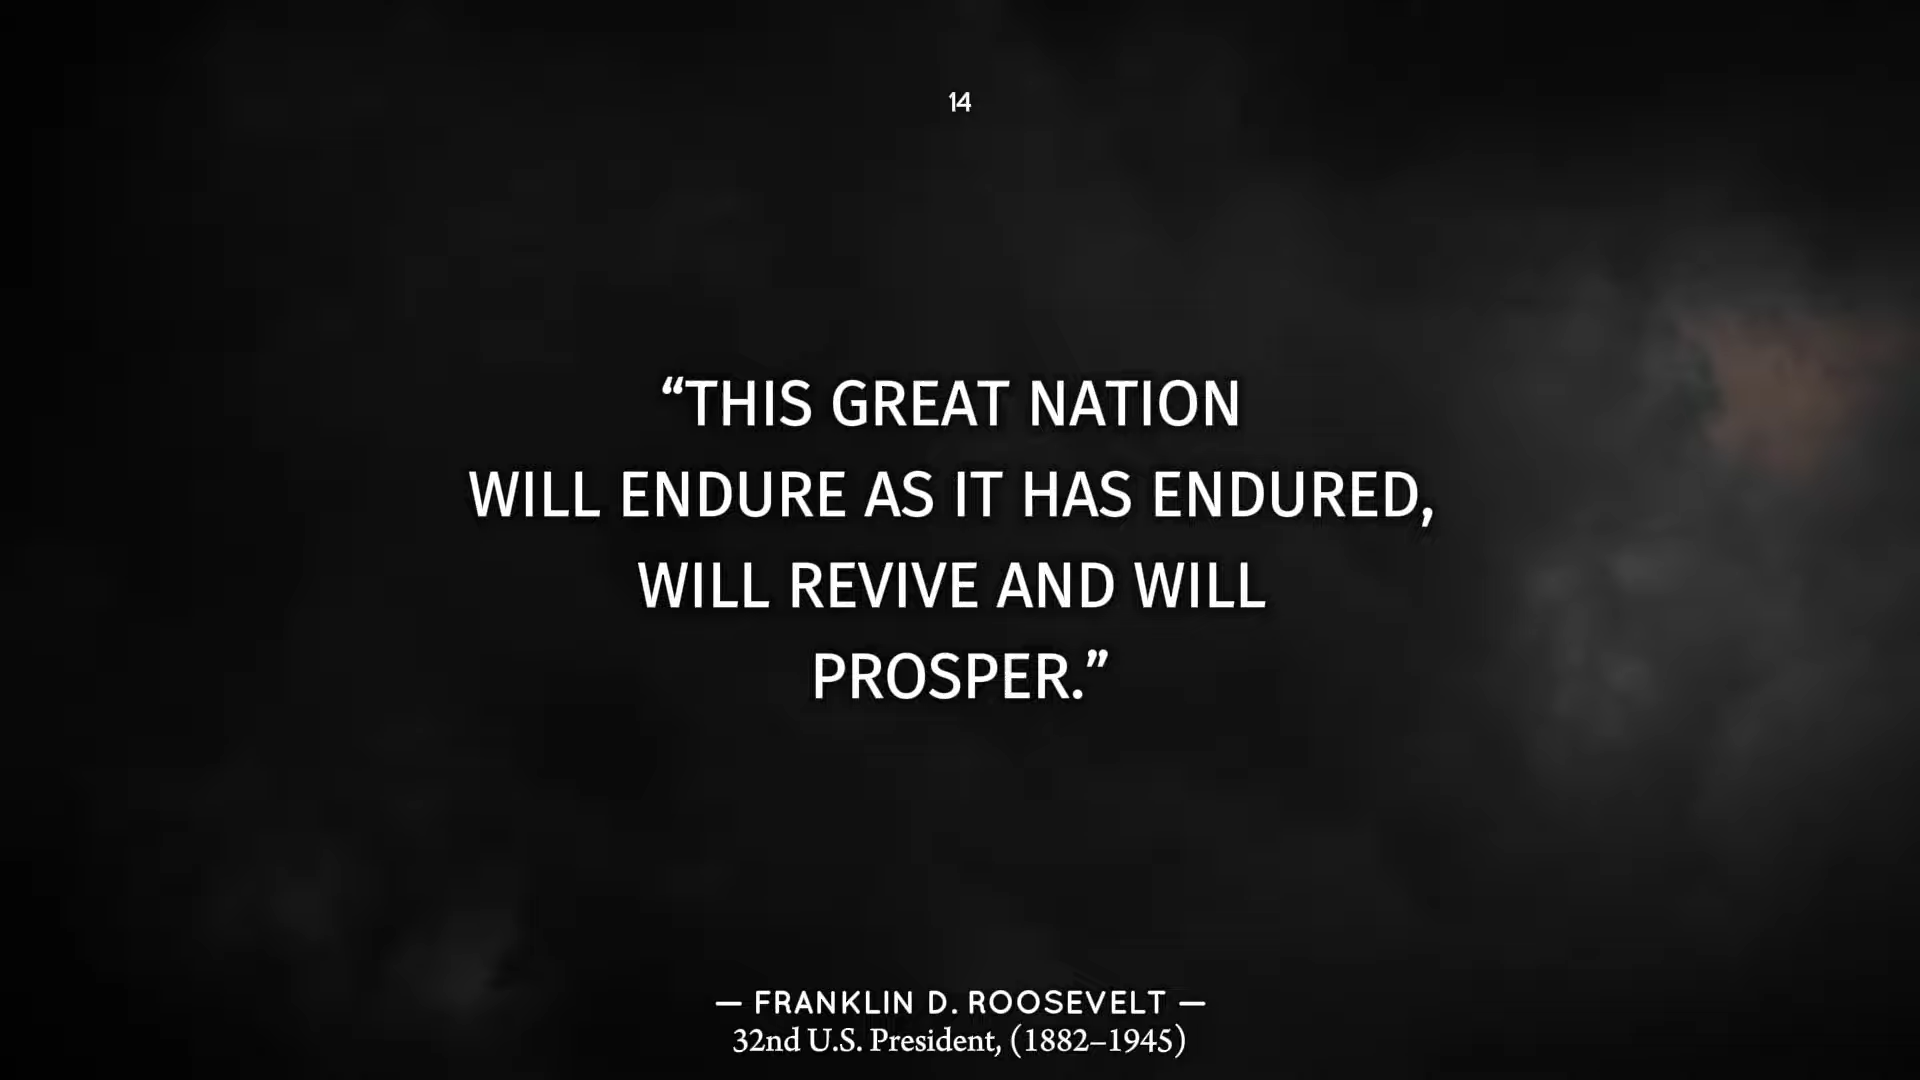 14
“THIS GREAT NATION
WILL ENDURE AS IT HAS ENDURED,
WILL REVIVE AND WILL
PROSPER.”
— FRANKLIN D. ROOSEVELT —
32nd U.S. President, (1882–1945)